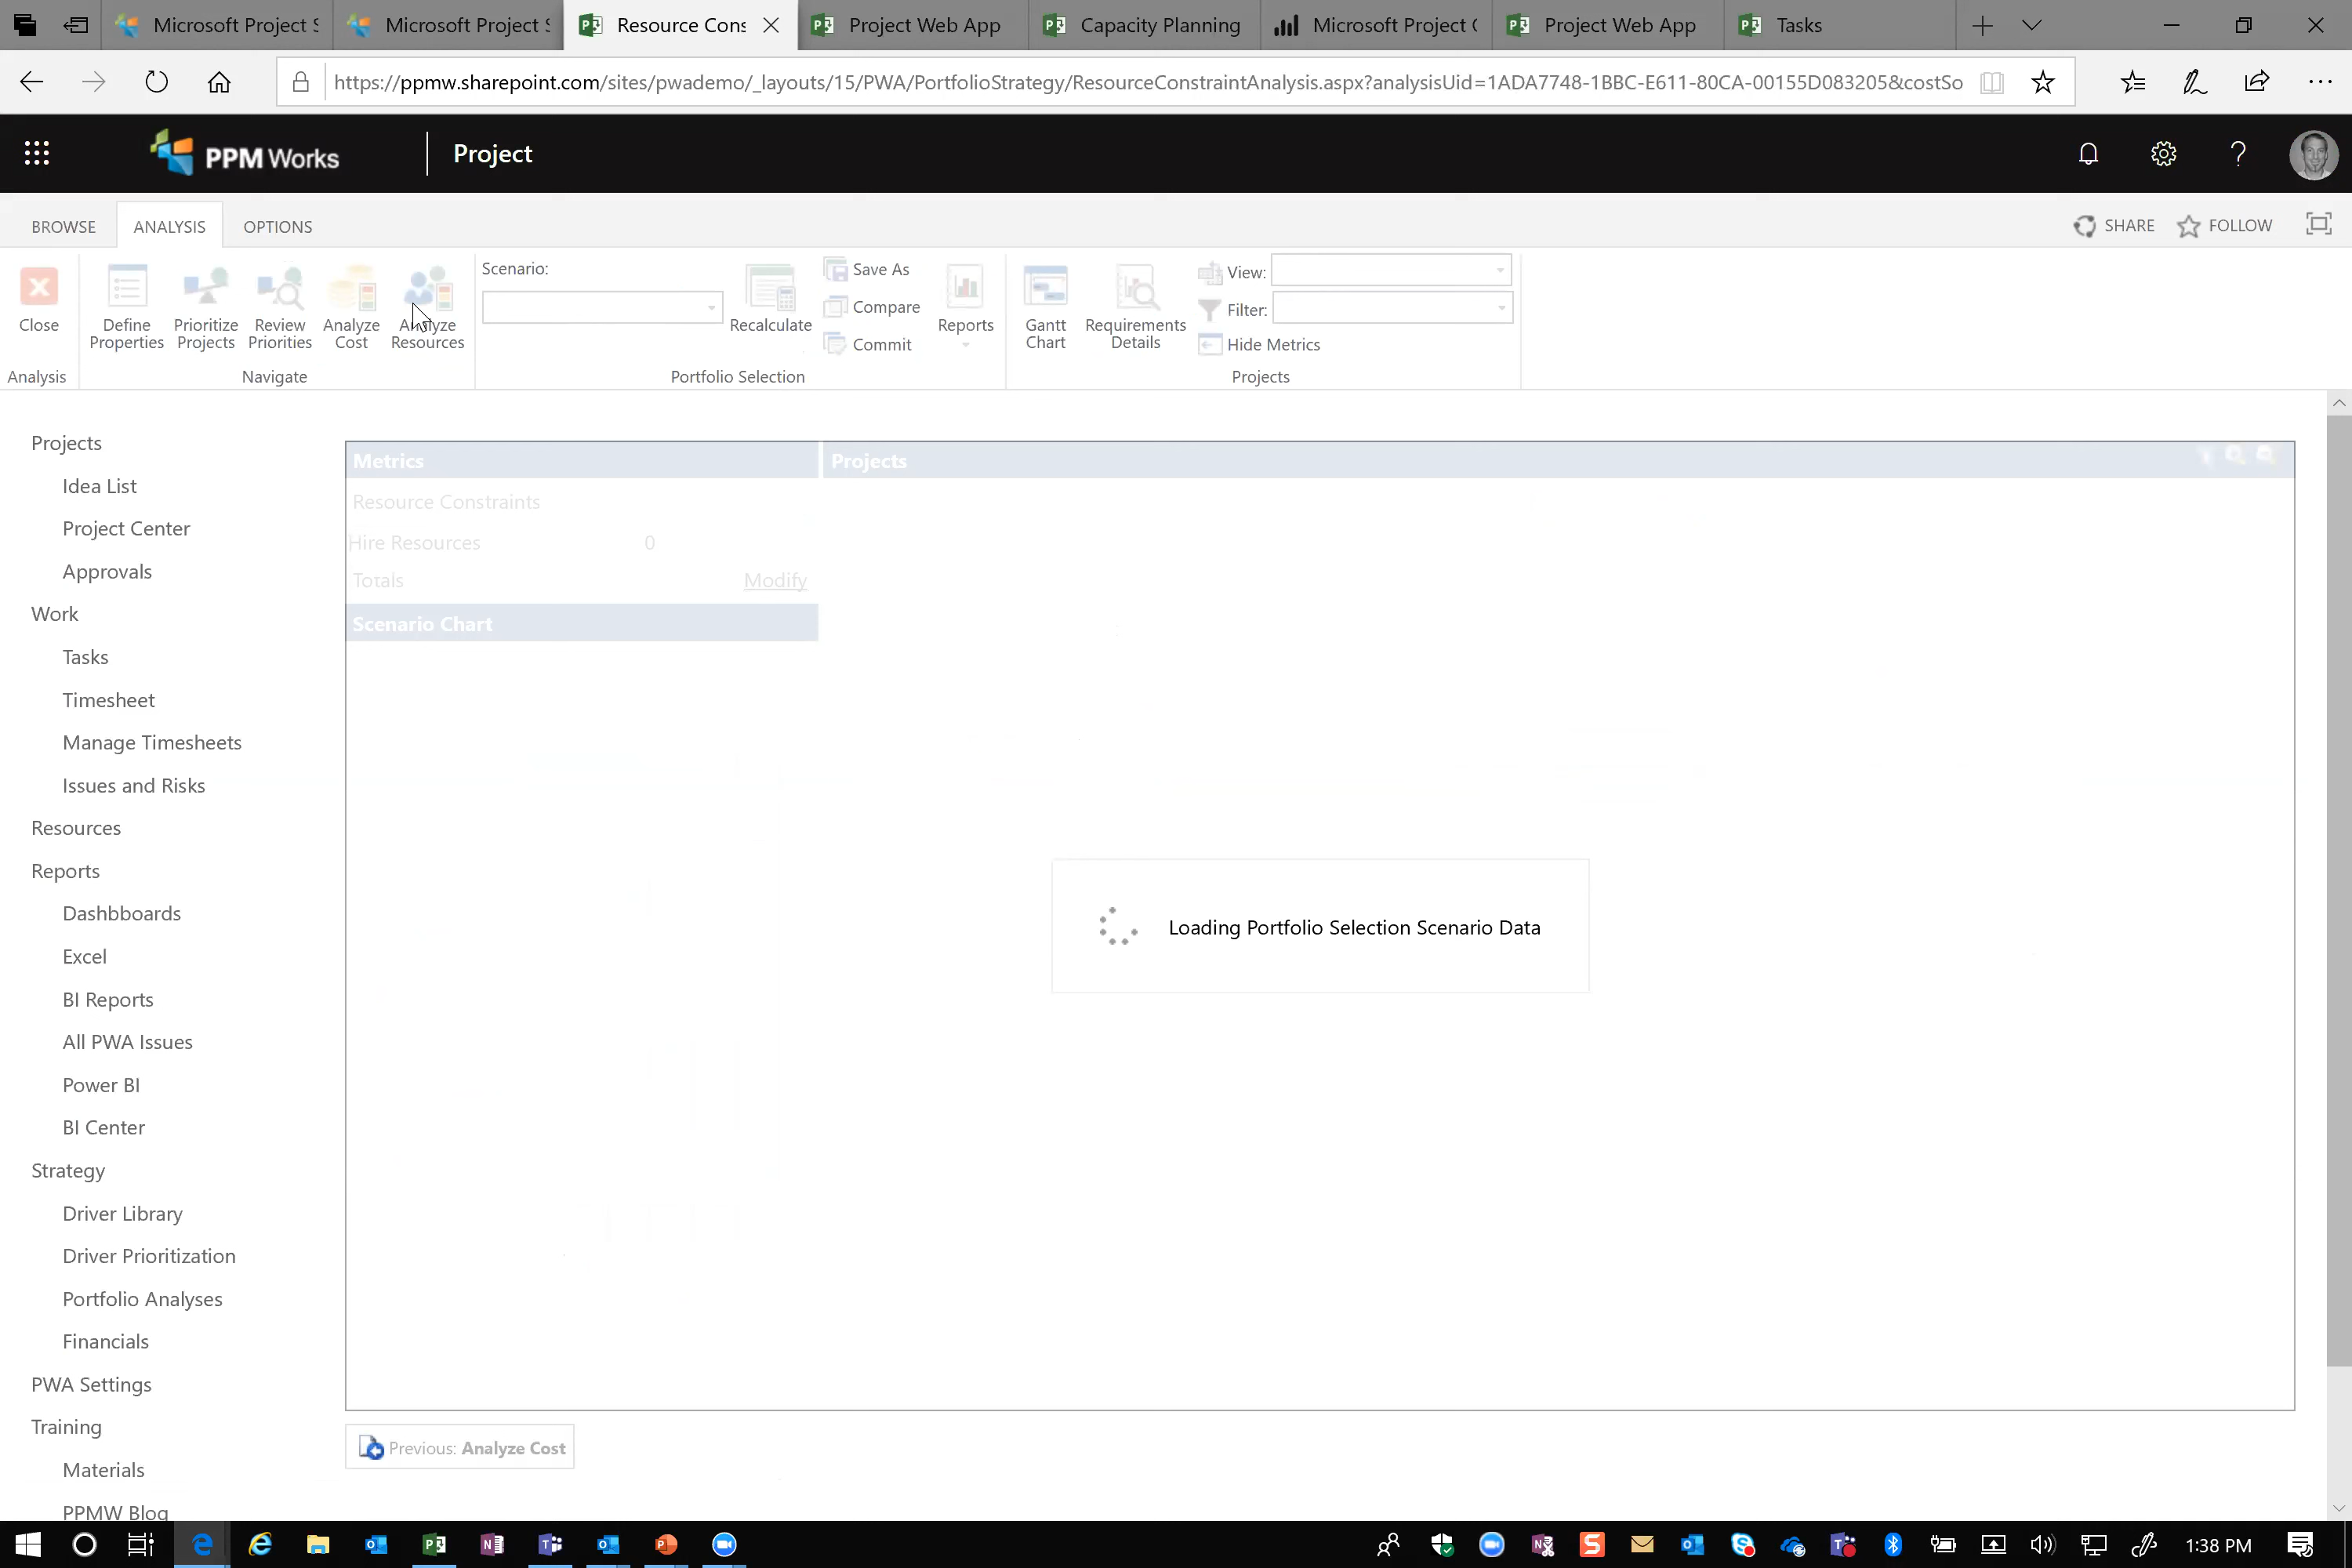 Microsoft Project S
Microsoft Project S
Resource Cons
Project Web App
Capacity Planning
Microsoft Project C
Project Web App
Tasks
https://ppmw.sharepoint.com/sites/pwademo/_layouts/15/PWA/PortfolioStrategy/ResourceConstraintAnalysis.aspx?analysisUid=1ADA7748-1BBC-E611-80CA-00155D083205&costSo
PPM Works
Project
BROWSE
ANALYSIS
OPTIONS
SHARE
FOLLOW
Close
Define
Properties
Prioritize
Projects
Review
Priorities
Analyze
Cost
Analyze
Resources
Scenario:
Recalculate
Save As
Compare
Commit
Reports
Gantt
Chart
Requirements
Details
View:
Filter:
Hide Metrics
Analysis
Navigate
Portfolio Selection
Projects
Projects
Idea List
Project Center
Approvals
Work
Tasks
Timesheet
Manage Timesheets
Issues and Risks
Resources
Reports
Dashbboards
Excel
BI Reports
All PWA Issues
Power BI
BI Center
Strategy
Driver Library
Driver Prioritization
Portfolio Analyses
Financials
PWA Settings
Training
Materials
PPMW Blog
Metrics
Projects
Resource Constraints
Hire Resources 0
Totals Modify
Scenario Chart
Loading Portfolio Selection Scenario Data
Previous: Analyze Cost
1:38 PM